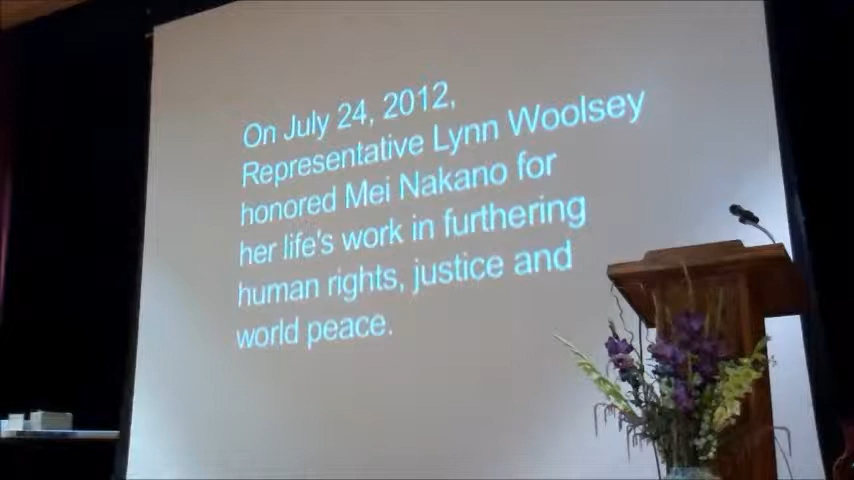 On July 24, 2012,
Representative Lynn Woolsey
honored Mei Nakano for
her life's work in furthering
human rights, justice and
world peace.